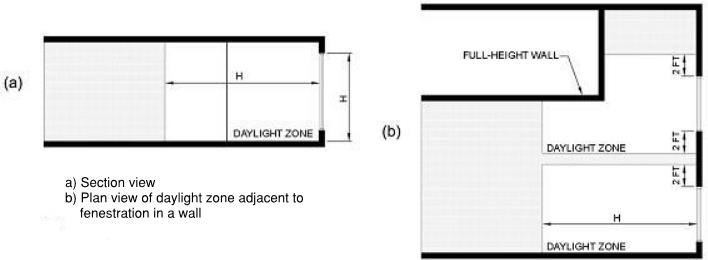 (a)
H
H
DAYLIGHT ZONE
a) Section view
b) Plan view of daylight zone adjacent to
fenestration in a wall
(b)
FULL-HEIGHT WALL
2 FT
2 FT
DAYLIGHT ZONE
2 FT
H
DAYLIGHT ZONE